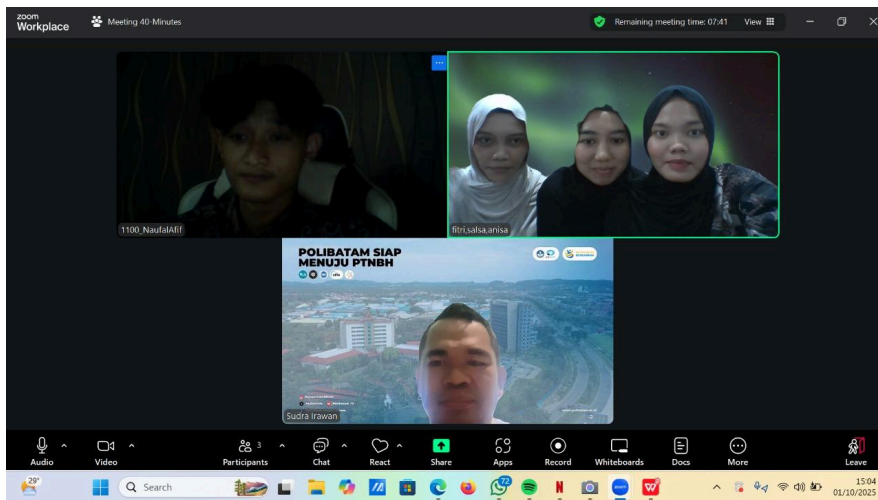 zoom
Workplace
Meeting 40-Minutes
Remaining meeting time: 07:41
View
1100_NaufalAfif
fitri,salsa,anisa
POLIBATAM SIAP
MENUJU PTNBH
Sudra Irawan
Audio
Video
3
Participants
Chat
React
Share
Apps
Record
Whiteboards
Docs
More
Leave
29°
Search
72
15:04
01/10/2025